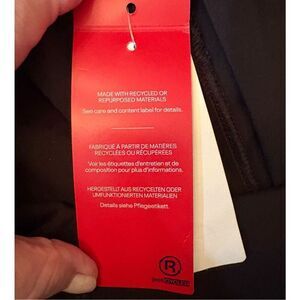 MADE WITH RECYCLED OR
REPURPOSED MATERIALS
See care and content label for details.
FABRIQUÉ À PARTIR DE MATIÈRES
RECYCLÉES OU RÉCUPÉRÉES
Voir les étiquettes d'entretien et de
composition pour plus d'informations.
HERGESTELLT AUS RECYCELTEN ODER
UMFUNKTIONIERTEN MATERIALIEN
Details siehe Pflegeetikett.
R